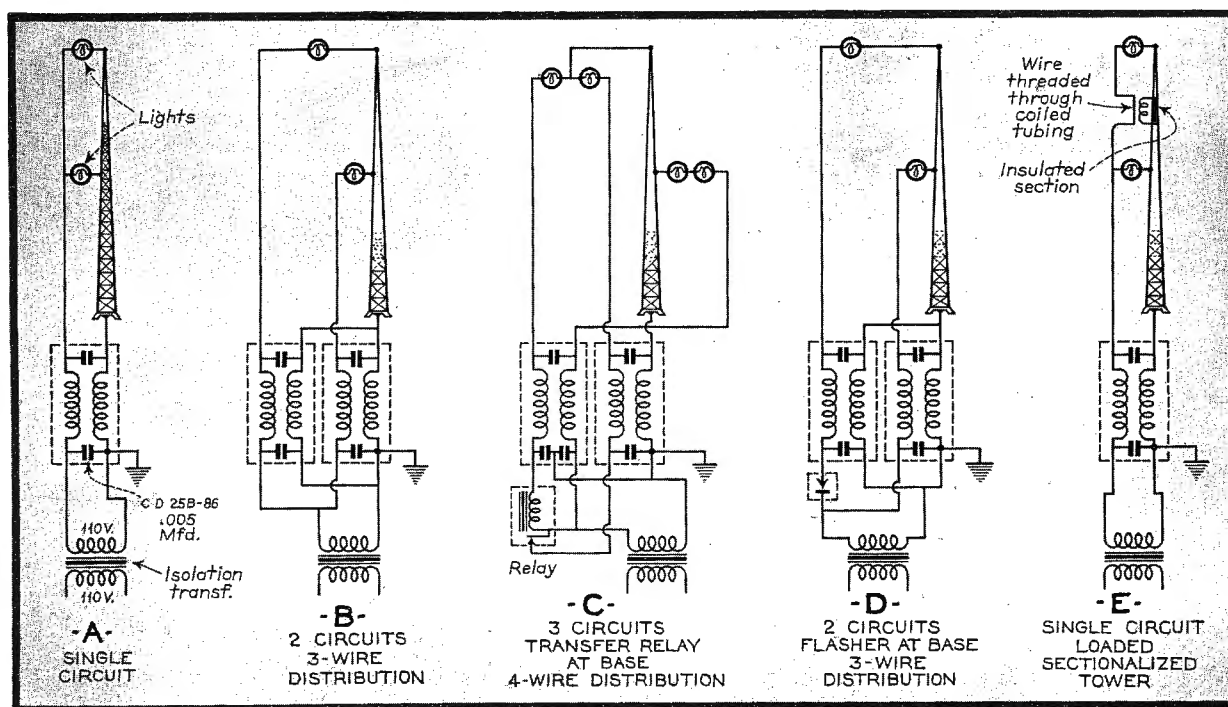 Lights
C-D 25B-86
.005
Mfd.
110 V.
Isolation
transf.
110 V.
-A-
SINGLE
CIRCUIT
-B-
2 CIRCUITS
3-WIRE
DISTRIBUTION
Relay
-C-
3 CIRCUITS
TRANSFER RELAY
AT BASE
4-WIRE DISTRIBUTION
-D-
2 CIRCUITS
FLASHER AT BASE
3-WIRE
DISTRIBUTION
Wire
threaded
through
coiled
tubing
Insulated
section
-E-
SINGLE CIRCUIT
LOADED
SECTIONALIZED
TOWER